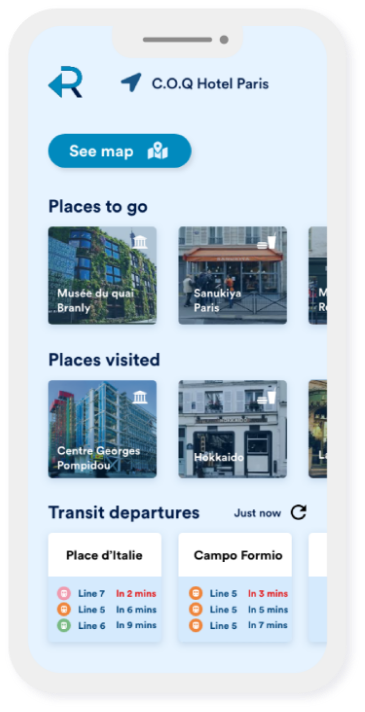 R
C.O.Q Hotel Paris
See map
Places to go
Musée du quai
Branly
Sanukiya
Paris
M
R
Places visited
Centre Georges
Pompidou
Hokkaido
La
Transit departures
Just now
Place d'Italie
Line 7 In 2 mins
Line 5 In 6 mins
Line 6 In 9 mins
Campo Formio
Line 5 In 3 mins
Line 5 In 5 mins
Line 5 In 7 mins